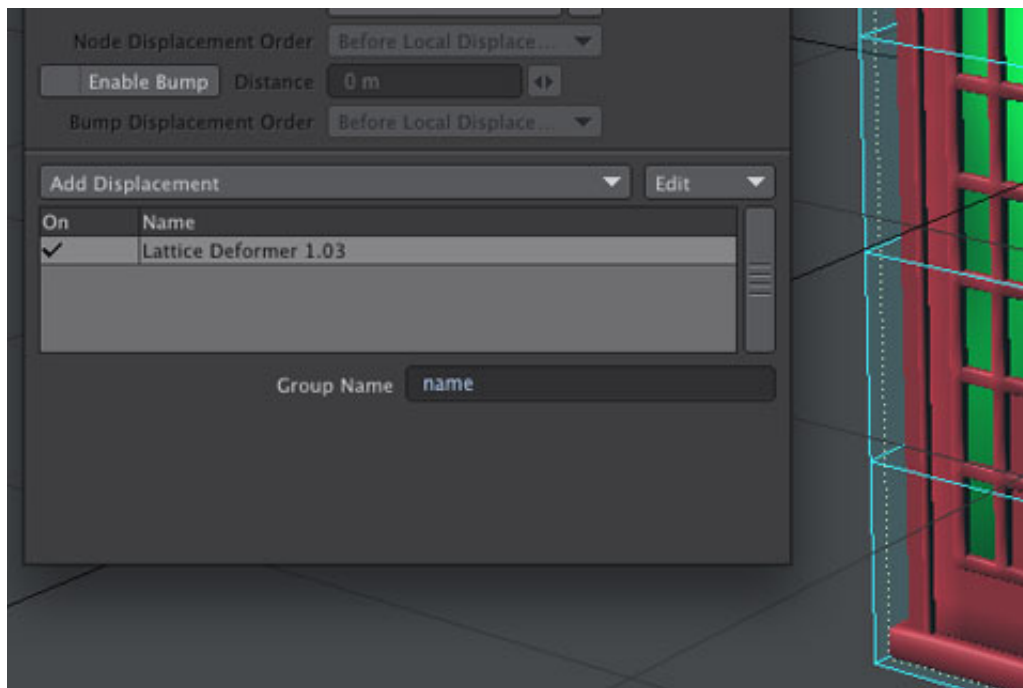 Node Displacement Order Before Local Displace...
Enable Bump Distance 0 m
Bump Displacement Order Before Local Displace...
Add Displacement Edit
On Name
Lattice Deformer 1.03
Group Name name